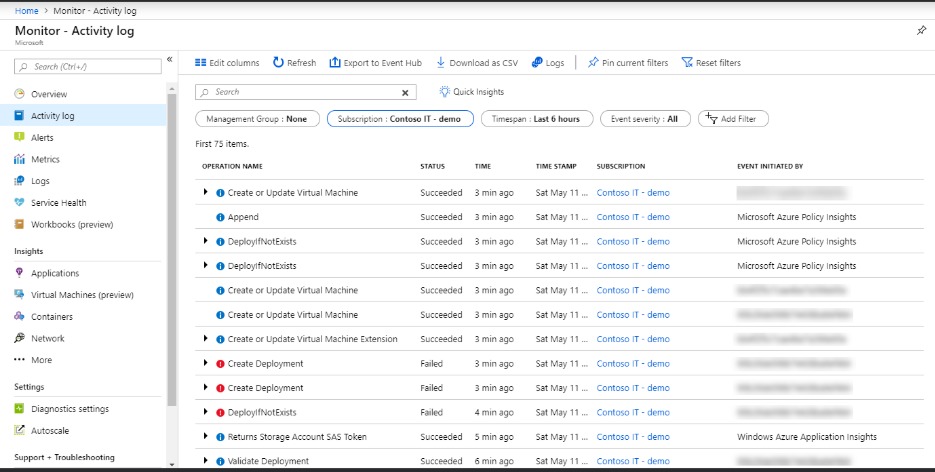 Home > Monitor - Activity log
Monitor - Activity log
Microsoft
Search (Ctrl+/)
Overview
Activity log
Alerts
Metrics
Logs
Service Health
Workbooks (preview)
Insights
Applications
Virtual Machines (preview)
Containers
Network
More
Settings
Diagnostics settings
Autoscale
Support + Troubleshooting
Edit columns Refresh Export to Event Hub Download as CSV Logs Pin current filters Reset filters
Search Quick Insights
Management Group : None Subscription : Contoso IT - demo Timespan : Last 6 hours Event severity : All Add Filter
First 75 items.
OPERATION NAME STATUS TIME TIME STAMP SUBSCRIPTION EVENT INITIATED BY
Create or Update Virtual Machine Succeeded 3 min ago Sat May 11 ... Contoso IT - demo
Append Succeeded 3 min ago Sat May 11 ... Contoso IT - demo Microsoft Azure Policy Insights
DeployIfNotExists Succeeded 3 min ago Sat May 11 ... Contoso IT - demo Microsoft Azure Policy Insights
DeployIfNotExists Succeeded 3 min ago Sat May 11 ... Contoso IT - demo Microsoft Azure Policy Insights
Create or Update Virtual Machine Succeeded 3 min ago Sat May 11 ... Contoso IT - demo
Create or Update Virtual Machine Succeeded 3 min ago Sat May 11 ... Contoso IT - demo
Create or Update Virtual Machine Extension Succeeded 3 min ago Sat May 11 ... Contoso IT - demo
Create Deployment Failed 3 min ago Sat May 11 ... Contoso IT - demo
Create Deployment Failed 3 min ago Sat May 11 ... Contoso IT - demo
DeployIfNotExists Failed 4 min ago Sat May 11 ... Contoso IT - demo
Returns Storage Account SAS Token Succeeded 5 min ago Sat May 11 ... Contoso IT - demo Windows Azure Application Insights
Validate Deployment Succeeded 6 min ago Sat May 11 ... Contoso IT - demo